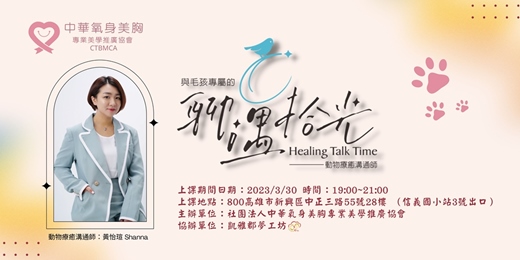 中華氧身美胸
專業美學推廣協會
CTBMCA
與毛孩專屬的
聊遇拾光
Healing Talk Time
動物療癒溝通師
上課期間日期：2023/3/30 時間：19:00~21:00
上課地點：800高雄市新興區中正三路55號28樓 （信義國小站3號出口）
主辦單位：社團法人中華氧身美胸專業美學推廣協會
協辦單位：凱雅都夢工坊
動物療癒溝通師：黃怡瑄 Shanna